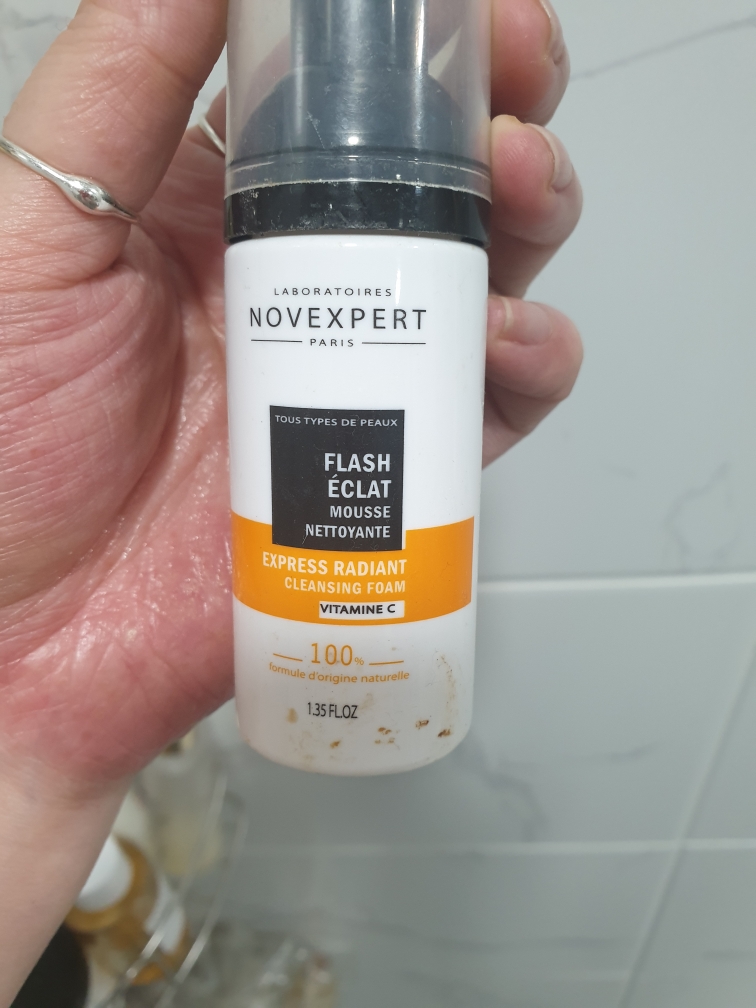 LABORATOIRES
NOVEXPERT
PARIS
TOUS TYPES DE PEAUX
FLASH
ÉCLAT
MOUSSE
NETTOYANTE
EXPRESS RADIANT
CLEANSING FOAM
VITAMINE C
100%
formule d'origine naturelle
1.35 FL.OZ